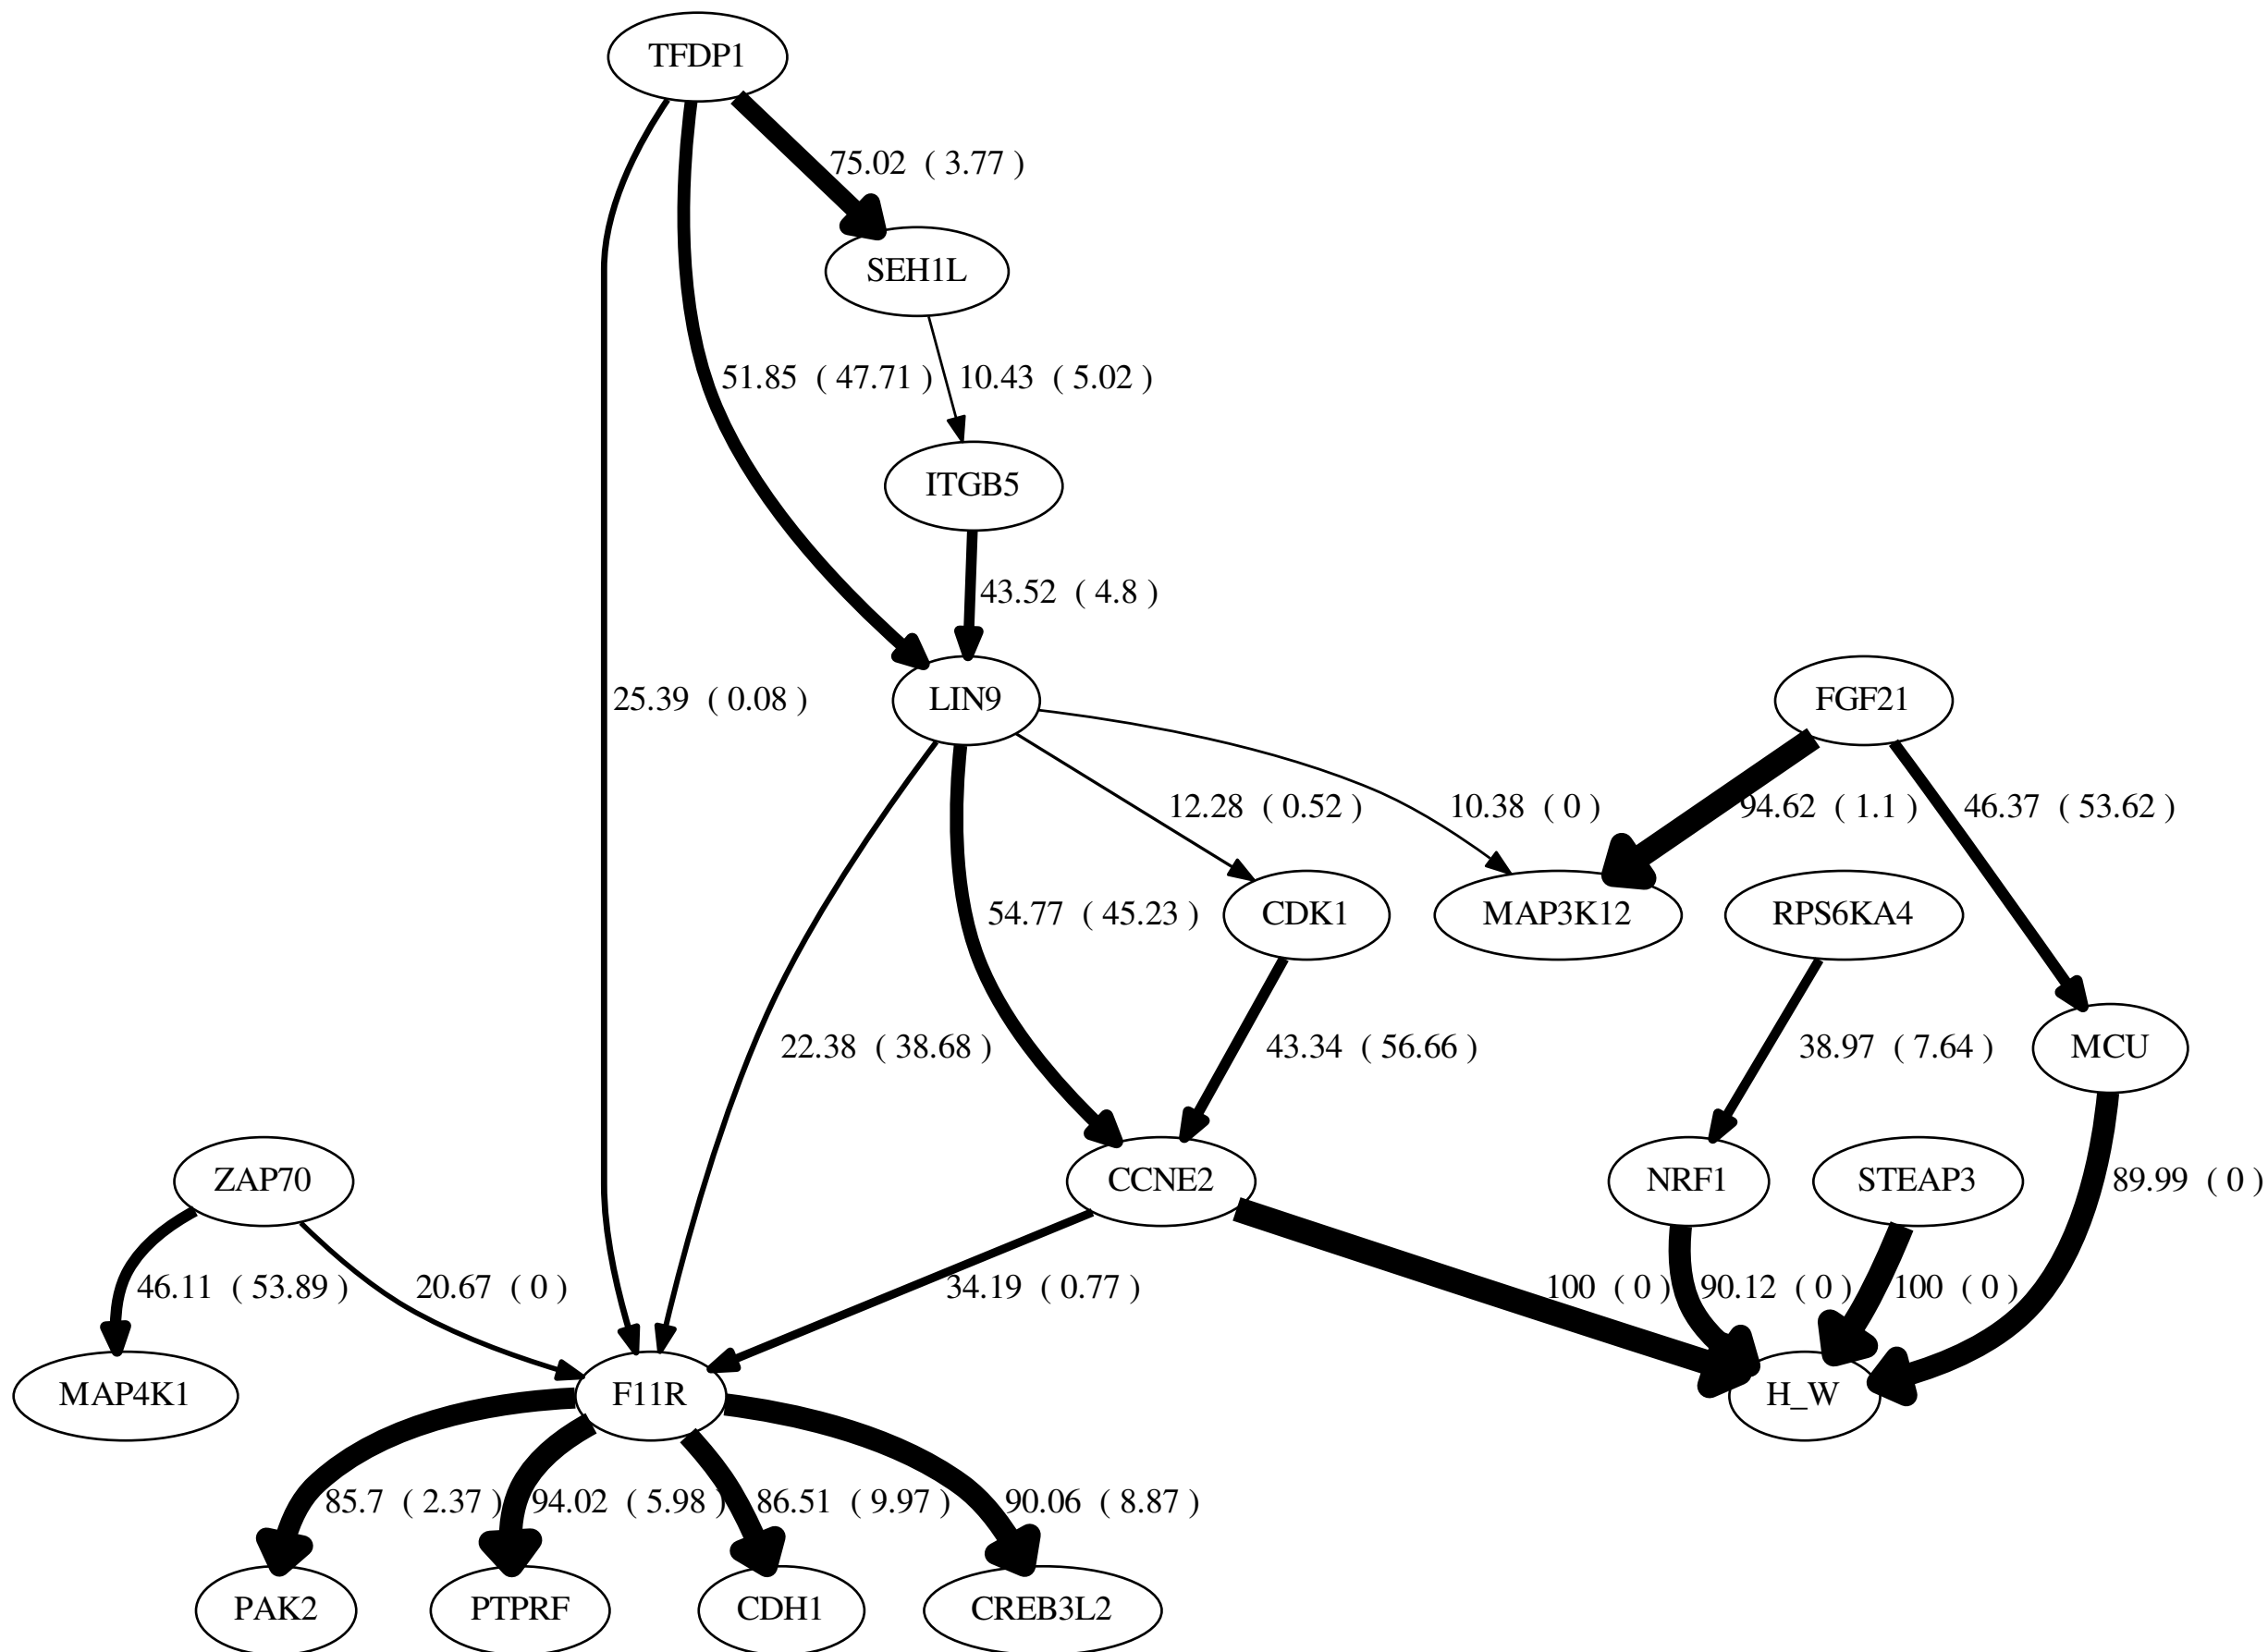 TFDP1
75.02 ( 3.77 )
SEH1L
51.85 ( 47.71 )
10.43 ( 5.02 )
ITGB5
43.52 ( 4.8 )
25.39 ( 0.08 )
LIN9
FGF21
12.28 ( 0.52 )
10.38 ( 0 )
94.62 ( 1.1 )
46.37 ( 53.62 )
54.77 ( 45.23 )
CDK1
MAP3K12
RPS6KA4
22.38 ( 38.68 )
43.34 ( 56.66 )
38.97 ( 7.64 )
MCU
ZAP70
CCNE2
NRF1
STEAP3
89.99 ( 0 )
46.11 ( 53.89 )
20.67 ( 0 )
34.19 ( 0.77 )
100 ( 0 )
90.12 ( 0 )
100 ( 0 )
MAP4K1
F11R
H_W
85.7 ( 2.37 )
94.02 ( 5.98 )
86.51 ( 9.97 )
90.06 ( 8.87 )
PAK2
PTPRF
CDH1
CREB3L2